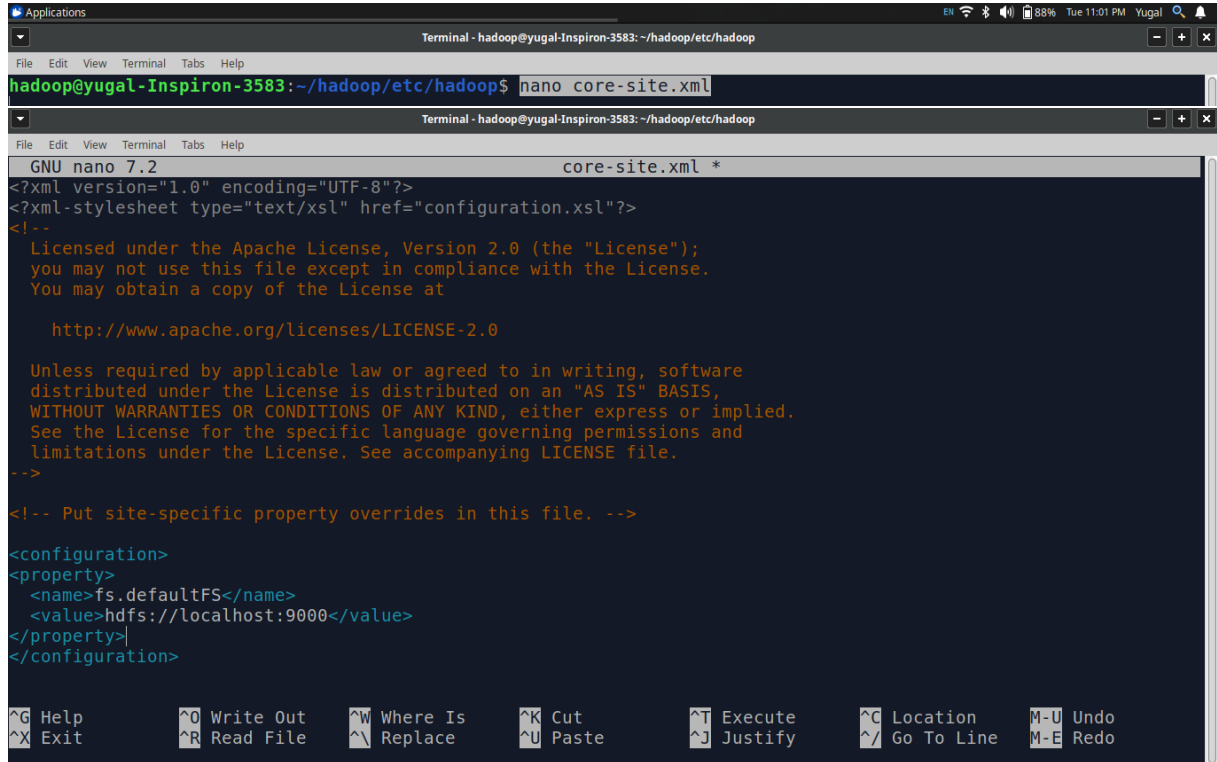 Applications EN 88% Tue 11:01 PM Yugal
Terminal - hadoop@yugal-Inspiron-3583: ~/hadoop/etc/hadoop
File Edit View Terminal Tabs Help
hadoop@yugal-Inspiron-3583:~/hadoop/etc/hadoop$ nano core-site.xml
Terminal - hadoop@yugal-Inspiron-3583: ~/hadoop/etc/hadoop
File Edit View Terminal Tabs Help
GNU nano 7.2 core-site.xml *
<?xml version="1.0" encoding="UTF-8"?>
<?xml-stylesheet type="text/xsl" href="configuration.xsl"?>
<!--
  Licensed under the Apache License, Version 2.0 (the "License");
  you may not use this file except in compliance with the License.
  You may obtain a copy of the License at

    http://www.apache.org/licenses/LICENSE-2.0

  Unless required by applicable law or agreed to in writing, software
  distributed under the License is distributed on an "AS IS" BASIS,
  WITHOUT WARRANTIES OR CONDITIONS OF ANY KIND, either express or implied.
  See the License for the specific language governing permissions and
  limitations under the License. See accompanying LICENSE file.
-->

<!-- Put site-specific property overrides in this file. -->

<configuration>
<property>
  <name>fs.defaultFS</name>
  <value>hdfs://localhost:9000</value>
</property>
</configuration>

^G Help ^O Write Out ^W Where Is ^K Cut ^T Execute ^C Location M-U Undo
^X Exit ^R Read File ^\ Replace ^U Paste ^J Justify ^/ Go To Line M-E Redo